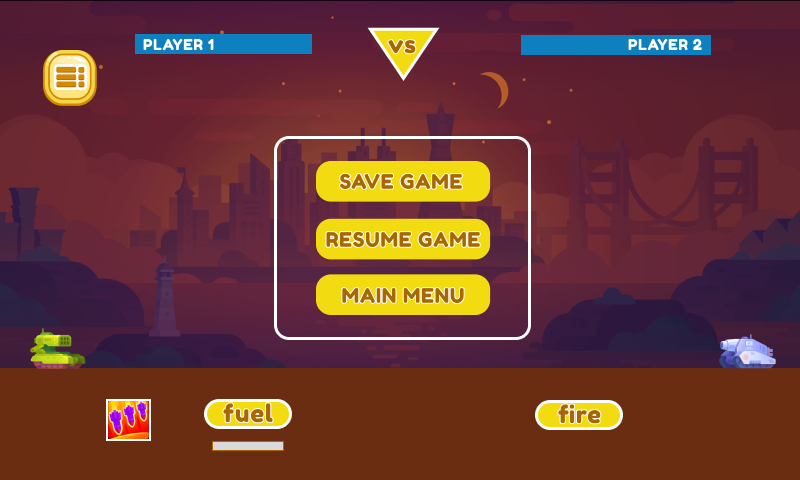 PLAYER 1
VS
PLAYER 2
SAVE GAME
RESUME GAME
MAIN MENU
fuel
fire